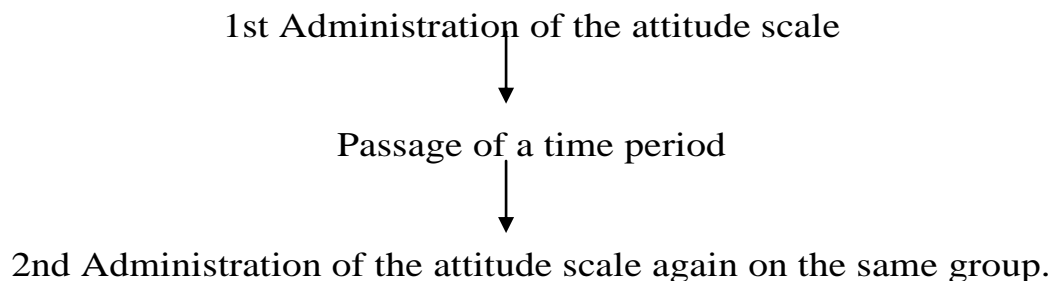 1st Administration of the attitude scale
Passage of a time period
2nd Administration of the attitude scale again on the same group.